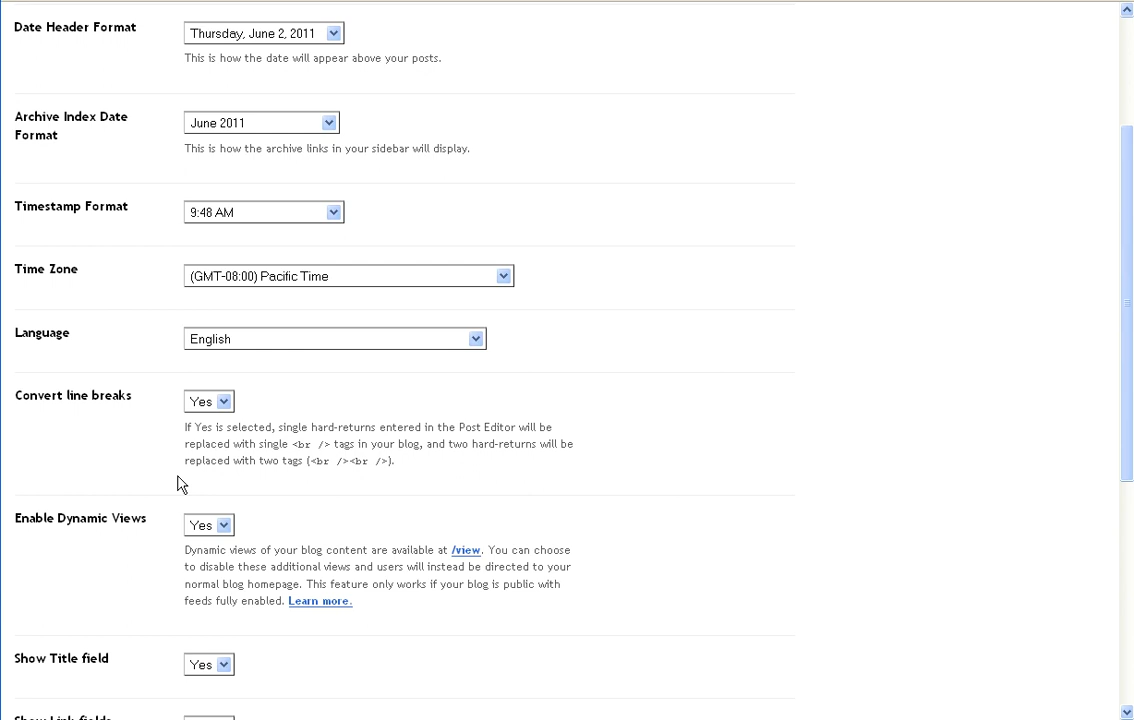 Date Header Format
Thursday, June 2, 2011
This is how the date will appear above your posts.
Archive Index Date
Format
June 2011
This is how the archive links in your sidebar will display.
Timestamp Format
9:48 AM
Time Zone
(GMT-08:00) Pacific Time
Language
English
Convert line breaks
Yes
If Yes is selected, single hard-returns entered in the Post Editor will be
replaced with single <br /> tags in your blog, and two hard-returns will be
replaced with two tags (<br /><br />).
Enable Dynamic Views
Yes
Dynamic views of your blog content are available at /view. You can choose
to disable these additional views and users will instead be directed to your
normal blog homepage. This feature only works if your blog is public with
feeds fully enabled. Learn more.
Show Title field
Yes
Show Link fields